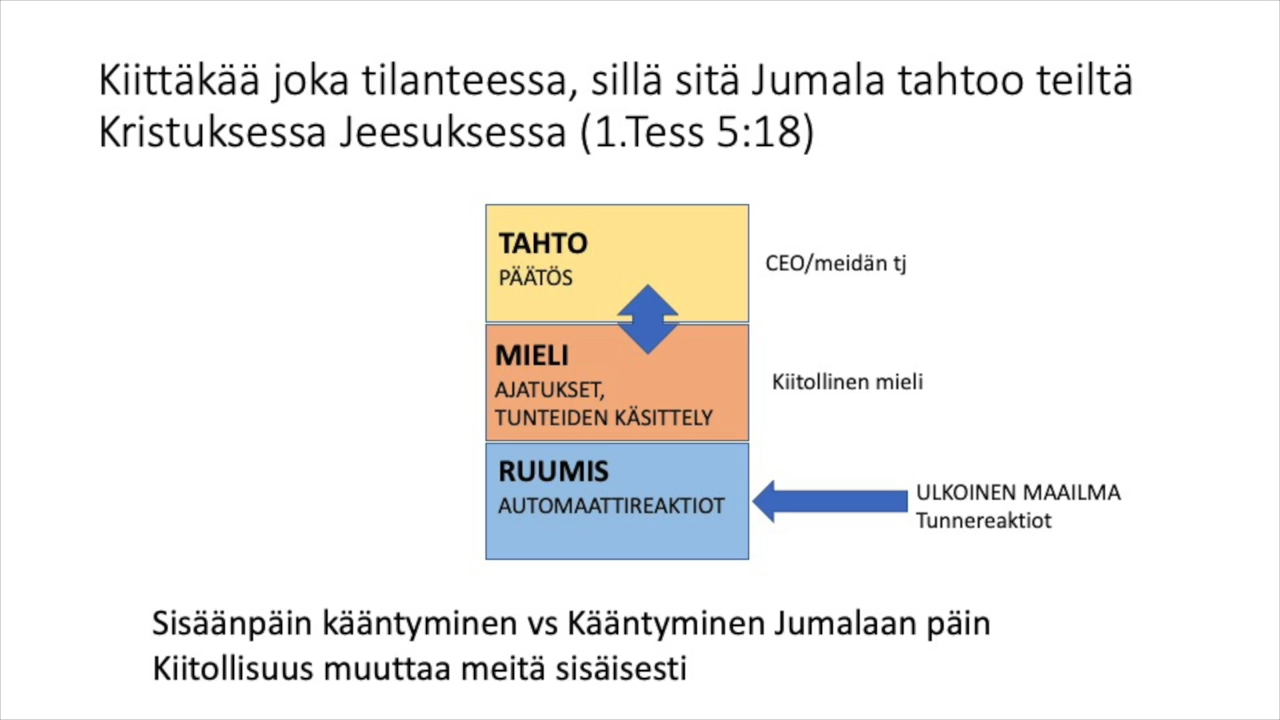 Kiittäkää joka tilanteessa, sillä sitä Jumala tahtoo teiltä
Kristuksessa Jeesuksessa (1.Tess 5:18)
TAHTO
PÄÄTÖS
CEO/meidän tj
MIELI
AJATUKSET,
TUNTEIDEN KÄSITTELY
Kiitollinen mieli
RUUMIS
AUTOMAATTIREAKTIOT
ULKOINEN MAAILMA
Tunnereaktiot
Sisäänpäin kääntyminen vs Kääntyminen Jumalaan päin
Kiitollisuus muuttaa meitä sisäisesti